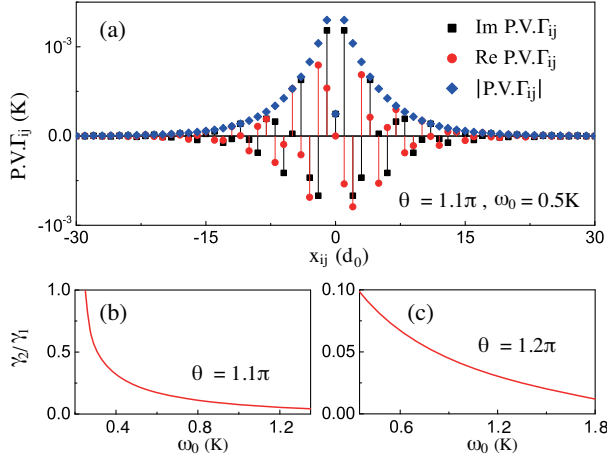 (a)
Im P.V.Γij
Re P.V.Γij
|P.V.Γij|
P.V.Γij (K)
10-3
0.0
-10-3
θ = 1.1π , ω0 = 0.5K
-30 -15 0 15 30
xij (d0)
(b)
(c)
γ2/γ1
1.0
0.5
0.0
θ = 1.1π
0.4 0.8 1.2
ω0 (K)
0.10
0.05
0.00
θ = 1.2π
0.6 1.2 1.8
ω0 (K)